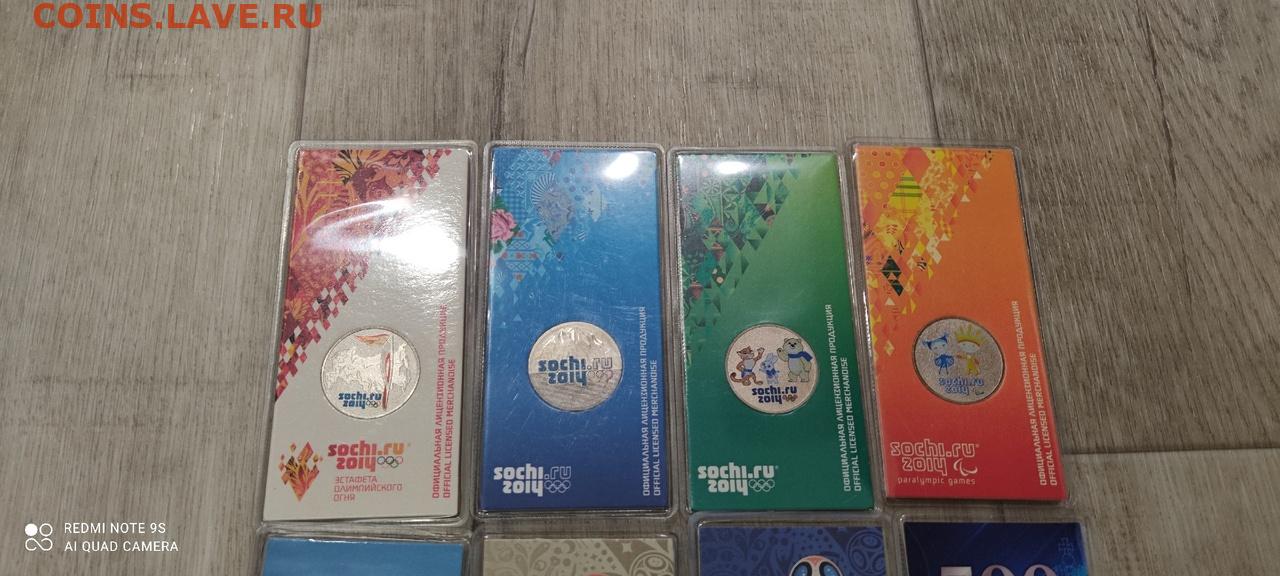 COINS.LAVE.RU
sochi.ru
2014
sochi.ru
2014
ЭСТАФЕТА
ОЛИМПИЙСКОГО
ОГНЯ
ОФИЦИАЛЬНАЯ ЛИЦЕНЗИОННАЯ ПРОДУКЦИЯ
OFFICIAL LICENSED MERCHANDISE
sochi.ru
2014
sochi.ru
2014
ОФИЦИАЛЬНАЯ ЛИЦЕНЗИОННАЯ ПРОДУКЦИЯ
OFFICIAL LICENSED MERCHANDISE
sochi.ru
2014
sochi.ru
2014
ОФИЦИАЛЬНАЯ ЛИЦЕНЗИОННАЯ ПРОДУКЦИЯ
OFFICIAL LICENSED MERCHANDISE
sochi.ru
2014
sochi.ru
2014
paralympic games
ОФИЦИАЛЬНАЯ ЛИЦЕНЗИОННАЯ ПРОДУКЦИЯ
OFFICIAL LICENSED MERCHANDISE
REDMI NOTE 9S
AI QUAD CAMERA